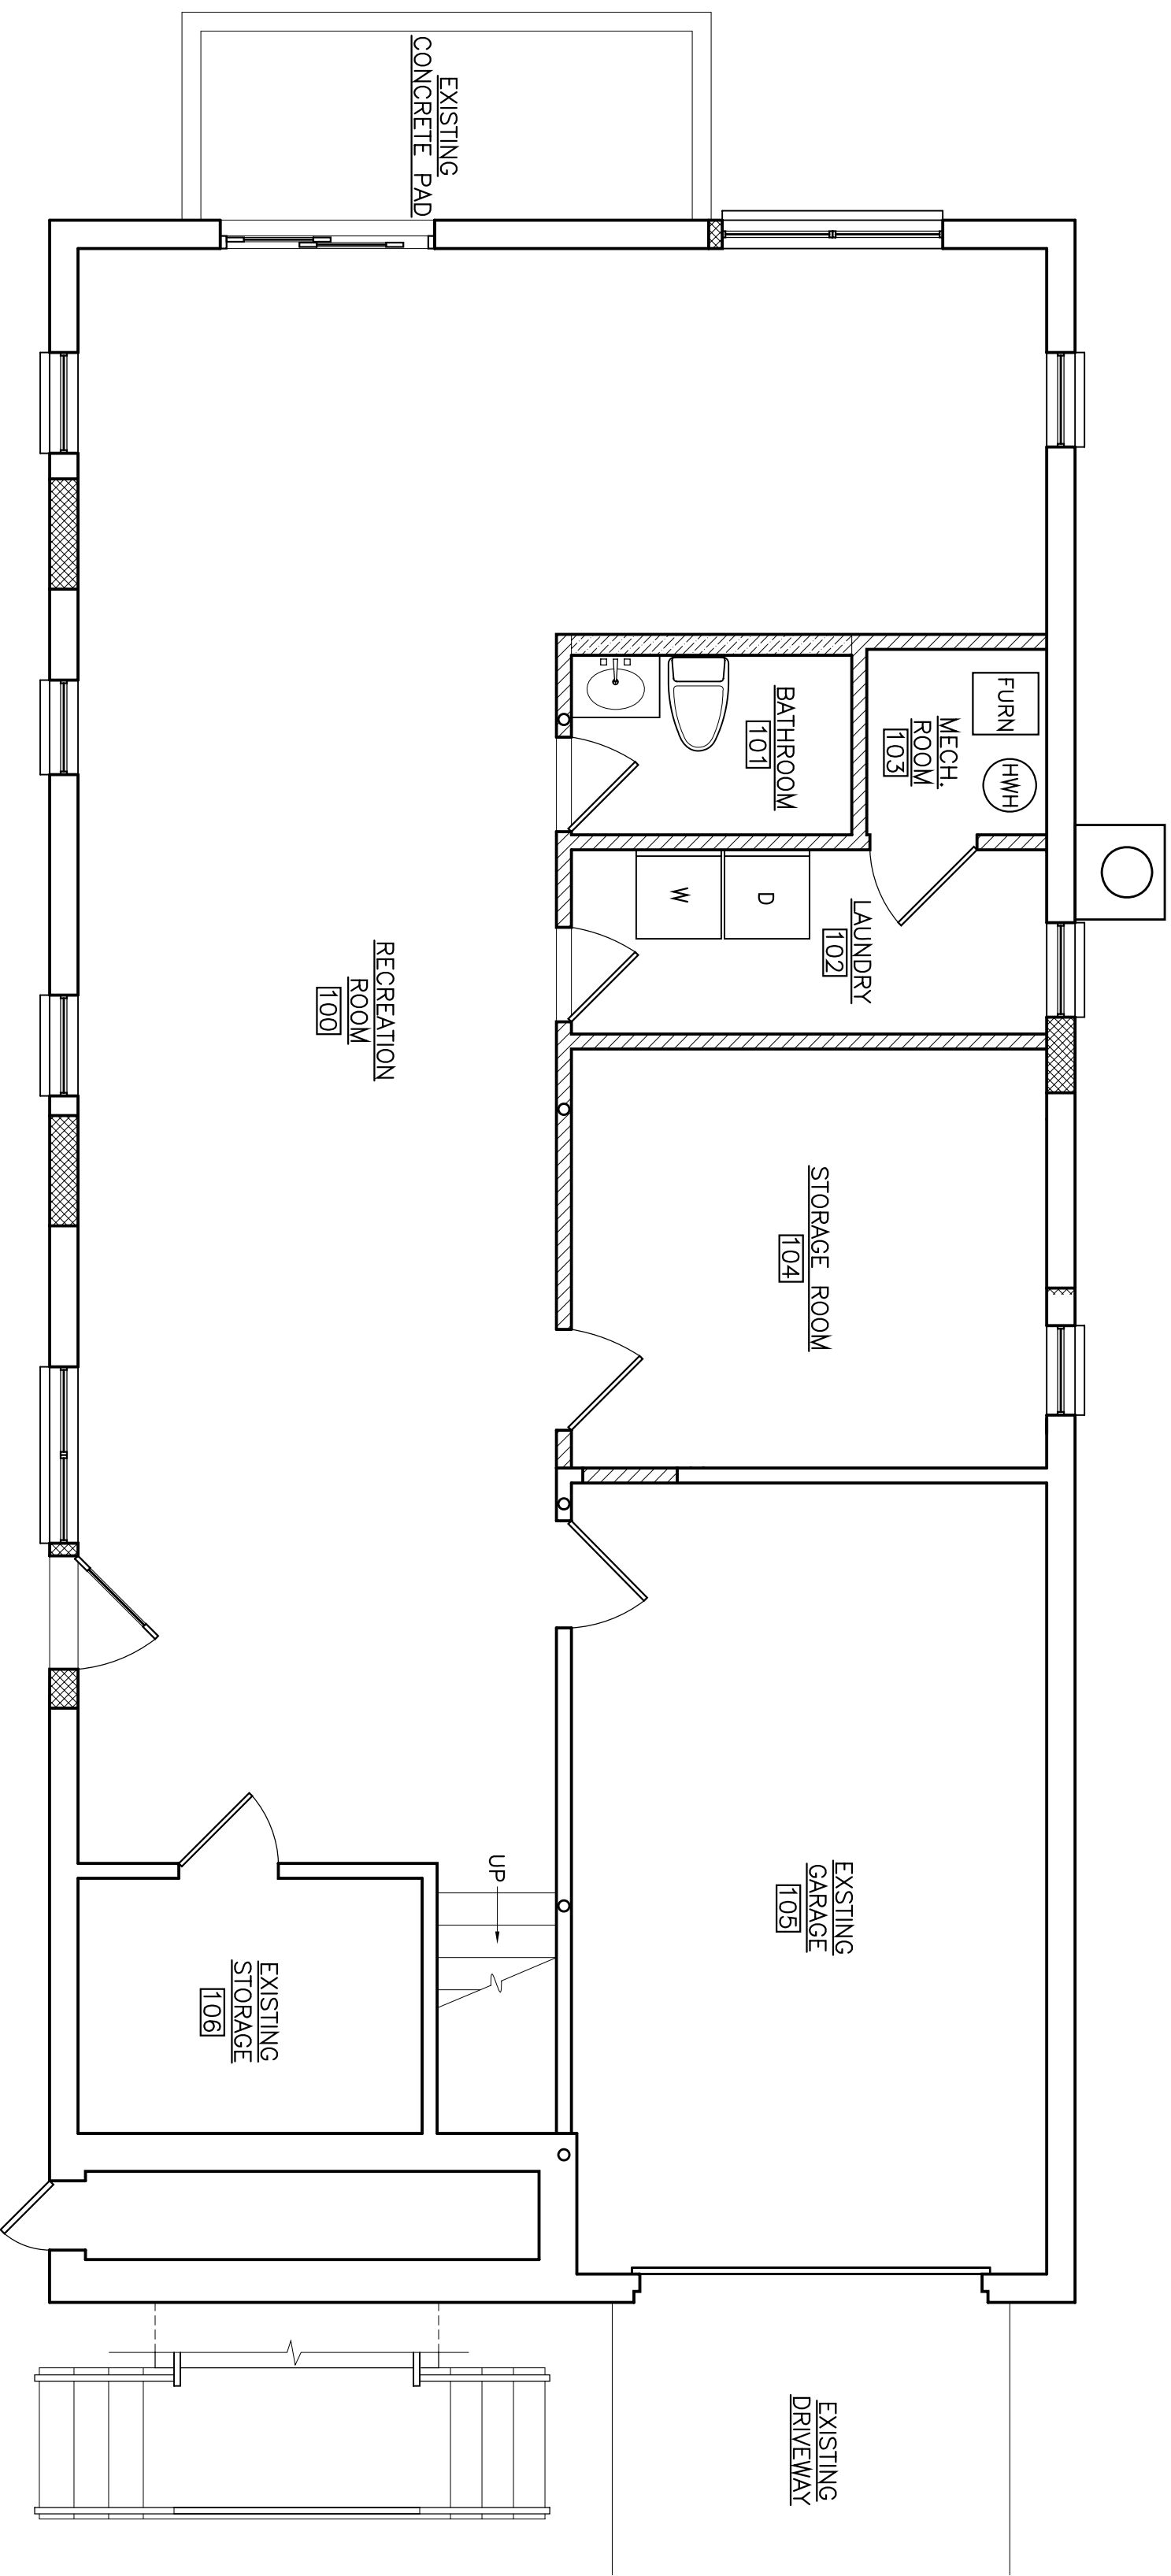 EXISTING
CONCRETE PAD
FURN
HWH
MECH.
ROOM
103
BATHROOM
101
W
D
LAUNDRY
102
RECREATION
ROOM
100
STORAGE ROOM
104
EXSTING
GARAGE
105
UP
EXISTING
STORAGE
106
EXISTING
DRIVEWAY